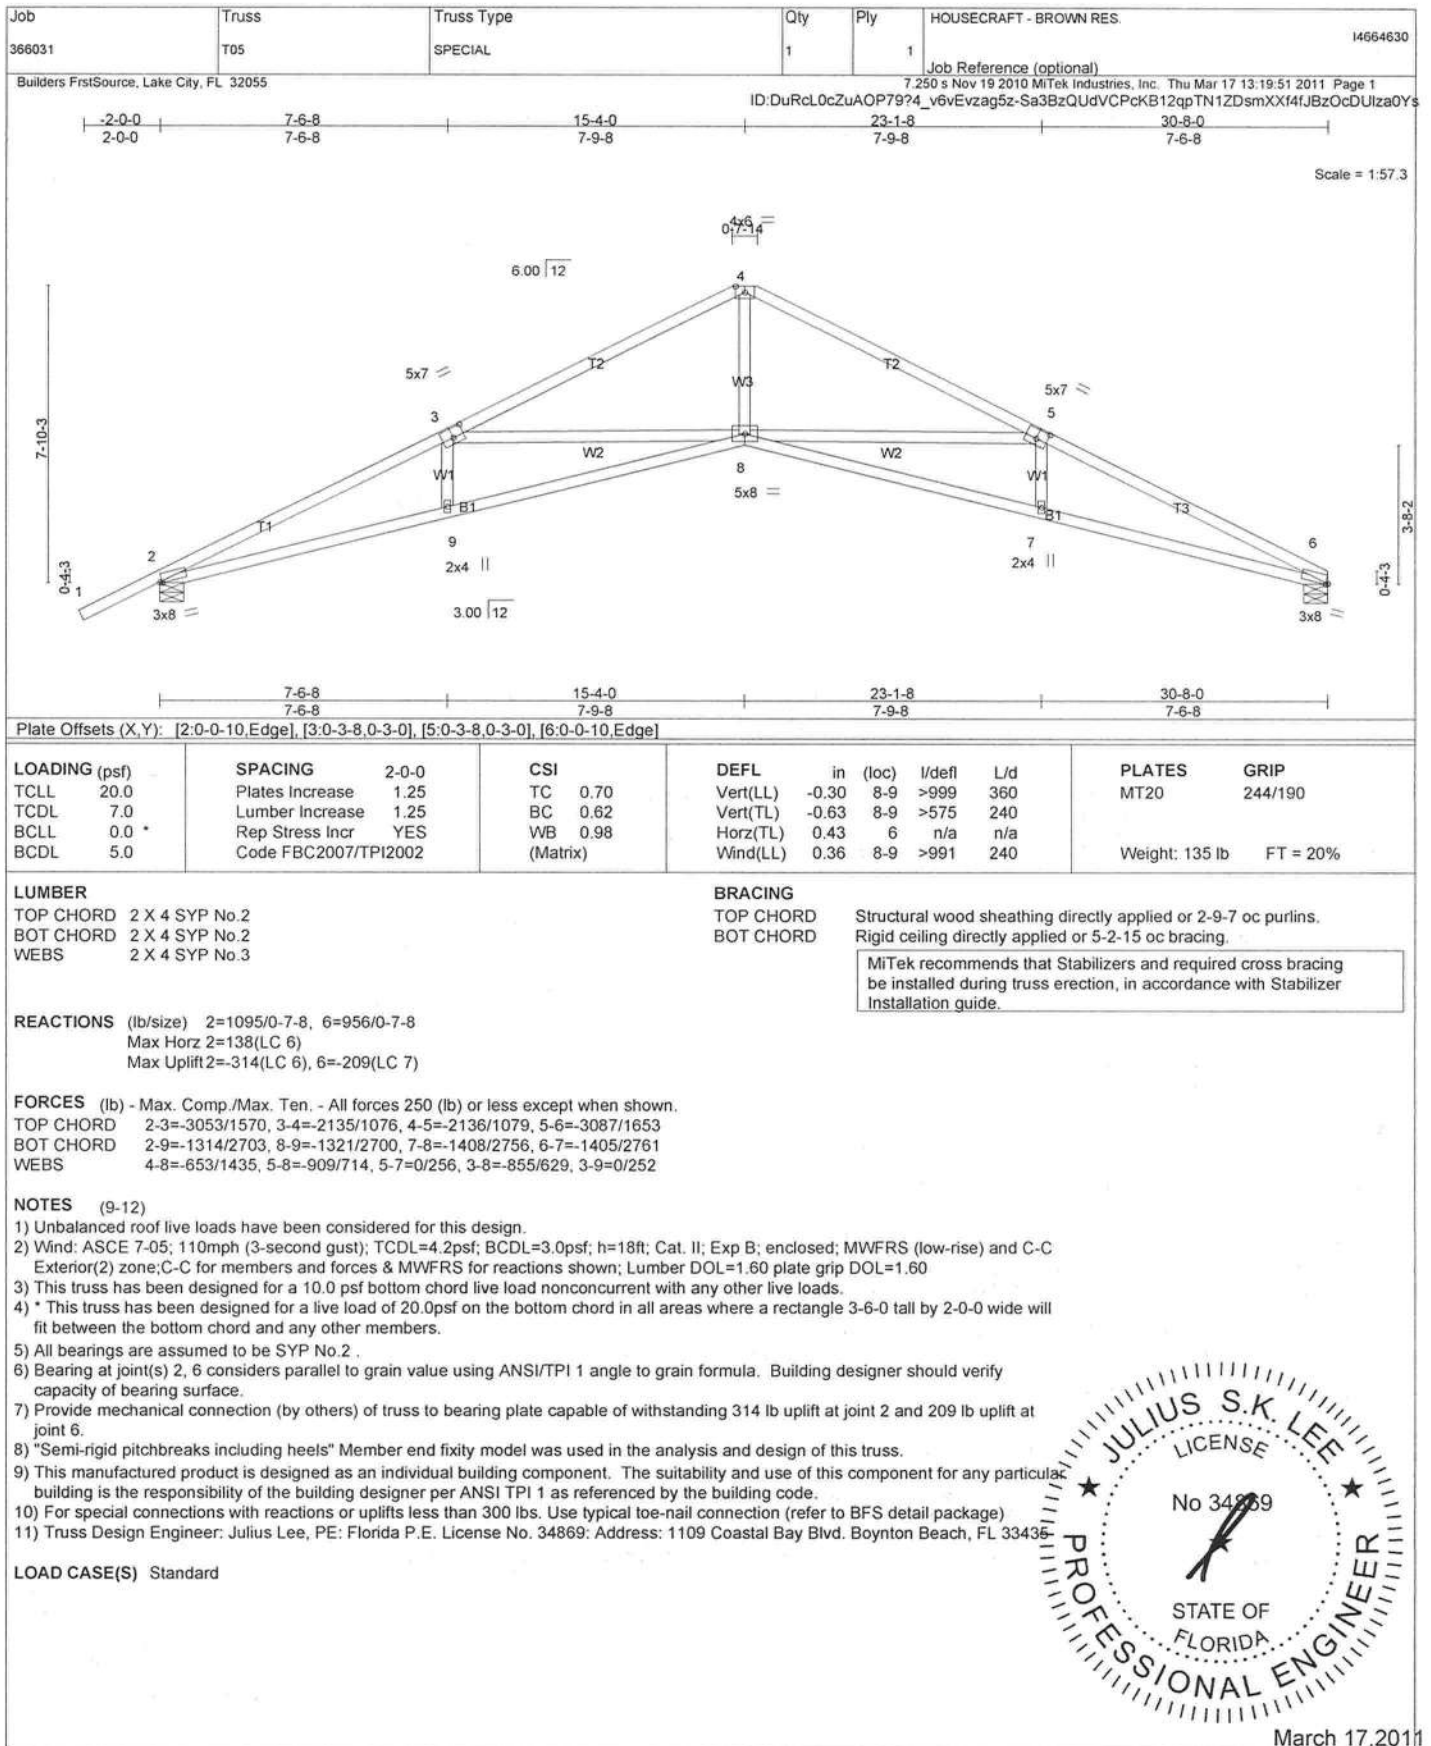 Job Truss Truss Type Qty Ply HOUSECRAFT - BROWN RES.
I4664630
366031 T05 SPECIAL 1 1
Job Reference (optional)
Builders FrstSource, Lake City, FL 32055 7.250 s Nov 19 2010 MiTek Industries, Inc. Thu Mar 17 13:19:51 2011 Page 1
ID:DuRcL0cZuAOP79?4_v6vEvzag5z-Sa3BzQUdVCPcKB12qpTN1ZDsmXXf4fJBzOcDUIza0Ys
-2-0-0 7-6-8 15-4-0 23-1-8 30-8-0
2-0-0 7-6-8 7-9-8 7-9-8 7-6-8
Scale = 1:57.3
4x6 =
0-7-14
6.00 12
4
T2 T2
5x7
5x7
3 5
W3
7-10-3
W2 W2
8
5x8 =
W1 W1
B1 B1
T1 T3
9 7
2x4 || 2x4 ||
2 6
3-8-2
0-4-3 0-4-3
1
3x8 = 3.00 12 3x8 =
7-6-8 15-4-0 23-1-8 30-8-0
7-6-8 7-9-8 7-9-8 7-6-8
Plate Offsets (X,Y): [2:0-0-10,Edge], [3:0-3-8,0-3-0], [5:0-3-8,0-3-0], [6:0-0-10,Edge]
LOADING (psf) SPACING 2-0-0 CSI DEFL in (loc) l/defl L/d PLATES GRIP
TCLL 20.0 Plates Increase 1.25 TC 0.70 Vert(LL) -0.30 8-9 >999 360 MT20 244/190
TCDL 7.0 Lumber Increase 1.25 BC 0.62 Vert(TL) -0.63 8-9 >575 240
BCLL 0.0 * Rep Stress Incr YES WB 0.98 Horz(TL) 0.43 6 n/a n/a
BCDL 5.0 Code FBC2007/TPI2002 (Matrix) Wind(LL) 0.36 8-9 >991 240 Weight: 135 lb FT = 20%
LUMBER
TOP CHORD 2 X 4 SYP No.2
BOT CHORD 2 X 4 SYP No.2
WEBS 2 X 4 SYP No.3
BRACING
TOP CHORD Structural wood sheathing directly applied or 2-9-7 oc purlins.
BOT CHORD Rigid ceiling directly applied or 5-2-15 oc bracing.
MiTek recommends that Stabilizers and required cross bracing
be installed during truss erection, in accordance with Stabilizer
Installation guide.
REACTIONS (lb/size) 2=1095/0-7-8, 6=956/0-7-8
Max Horz 2=138(LC 6)
Max Uplift2=-314(LC 6), 6=-209(LC 7)
FORCES (lb) - Max. Comp./Max. Ten. - All forces 250 (lb) or less except when shown.
TOP CHORD 2-3=-3053/1570, 3-4=-2135/1076, 4-5=-2136/1079, 5-6=-3087/1653
BOT CHORD 2-9=-1314/2703, 8-9=-1321/2700, 7-8=-1408/2756, 6-7=-1405/2761
WEBS 4-8=-653/1435, 5-8=-909/714, 5-7=0/256, 3-8=-855/629, 3-9=0/252
NOTES (9-12)
1) Unbalanced roof live loads have been considered for this design.
2) Wind: ASCE 7-05; 110mph (3-second gust); TCDL=4.2psf; BCDL=3.0psf; h=18ft; Cat. II; Exp B; enclosed; MWFRS (low-rise) and C-C
Exterior(2) zone;C-C for members and forces & MWFRS for reactions shown; Lumber DOL=1.60 plate grip DOL=1.60
3) This truss has been designed for a 10.0 psf bottom chord live load nonconcurrent with any other live loads.
4) * This truss has been designed for a live load of 20.0psf on the bottom chord in all areas where a rectangle 3-6-0 tall by 2-0-0 wide will
fit between the bottom chord and any other members.
5) All bearings are assumed to be SYP No.2 .
6) Bearing at joint(s) 2, 6 considers parallel to grain value using ANSI/TPI 1 angle to grain formula. Building designer should verify
capacity of bearing surface.
7) Provide mechanical connection (by others) of truss to bearing plate capable of withstanding 314 lb uplift at joint 2 and 209 lb uplift at
joint 6.
8) "Semi-rigid pitchbreaks including heels" Member end fixity model was used in the analysis and design of this truss.
9) This manufactured product is designed as an individual building component. The suitability and use of this component for any particular
building is the responsibility of the building designer per ANSI TPI 1 as referenced by the building code.
10) For special connections with reactions or uplifts less than 300 lbs. Use typical toe-nail connection (refer to BFS detail package)
11) Truss Design Engineer: Julius Lee, PE: Florida P.E. License No. 34869: Address: 1109 Coastal Bay Blvd. Boynton Beach, FL 33435
LOAD CASE(S) Standard
JULIUS S.K. LEE
LICENSE
No 34869
STATE OF
FLORIDA
PROFESSIONAL ENGINEER
March 17,2011